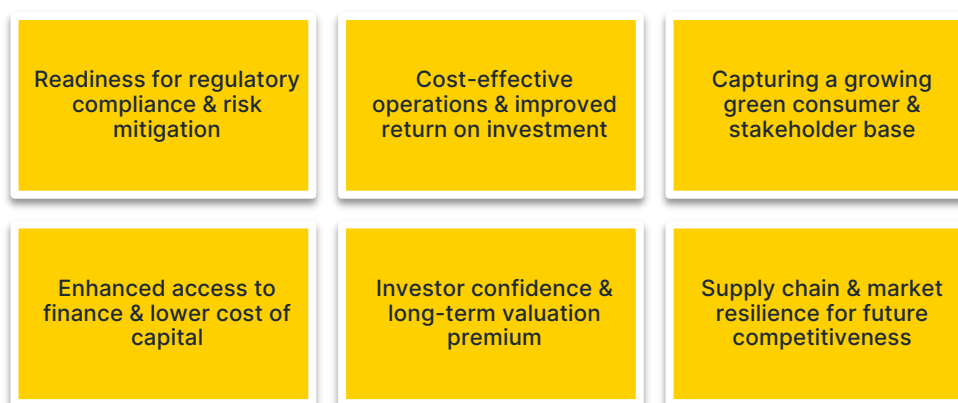 Readiness for regulatory
compliance & risk
mitigation
Cost-effective
operations & improved
return on investment
Capturing a growing
green consumer &
stakeholder base
Enhanced access to
finance & lower cost of
capital
Investor confidence &
long-term valuation
premium
Supply chain & market
resilience for future
competitiveness